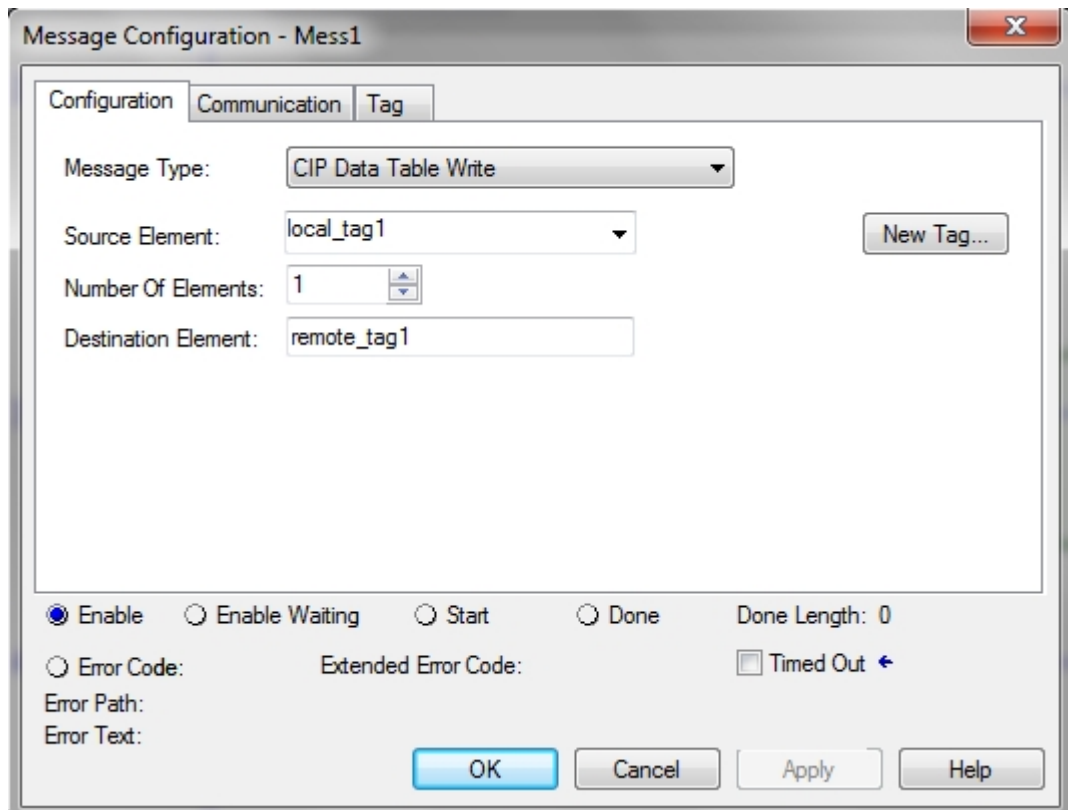 Message Configuration - Mess1
X
Configuration Communication Tag
Message Type: CIP Data Table Write
Source Element: local_tag1 New Tag...
Number Of Elements: 1
Destination Element: remote_tag1
Enable Enable Waiting Start Done Done Length: 0
Error Code: Extended Error Code: Timed Out
Error Path:
Error Text:
OK Cancel Apply Help